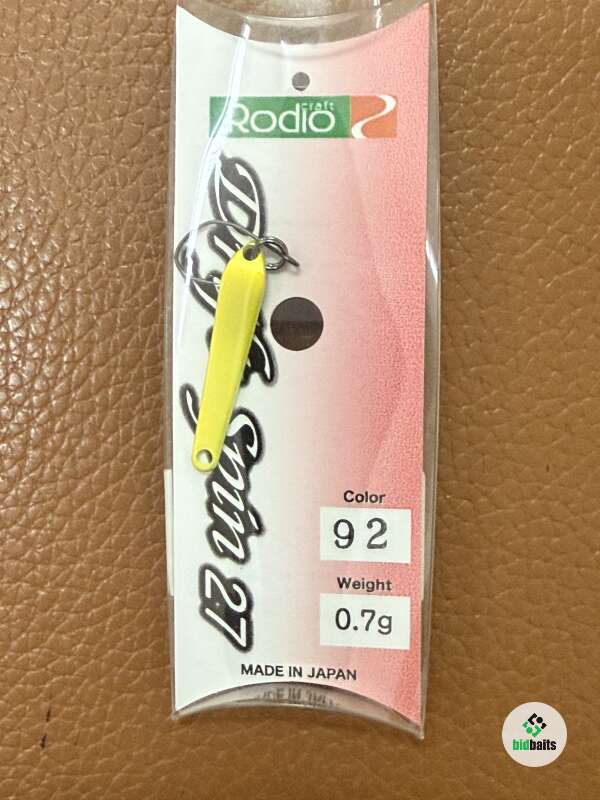 craft
Rodio
Spin 27
Color
92
Weight
0.7g
MADE IN JAPAN
bidbaits